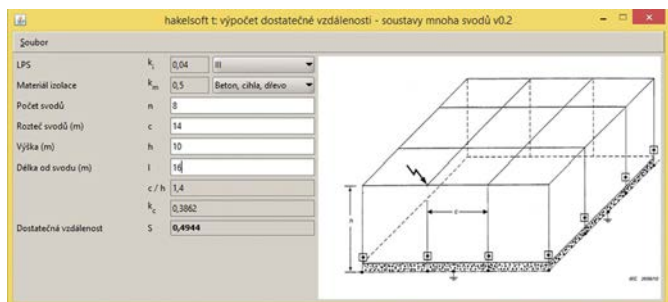 hakelsoft t: výpočet dostatečné vzdálenosti - soustavy mnoha svodů v0.2
Soubor
LPS kᵢ 0,04 III
Materiál izolace kₘ 0,5 Beton, cihla, dřevo
Počet svodů n 8
Rozteč svodů (m) c 14
Výška (m) h 10
Délka od svodu (m) l 16
c / h 1,4
k꜀ 0,3862
Dostatečná vzdálenost S 0,4944
h
c